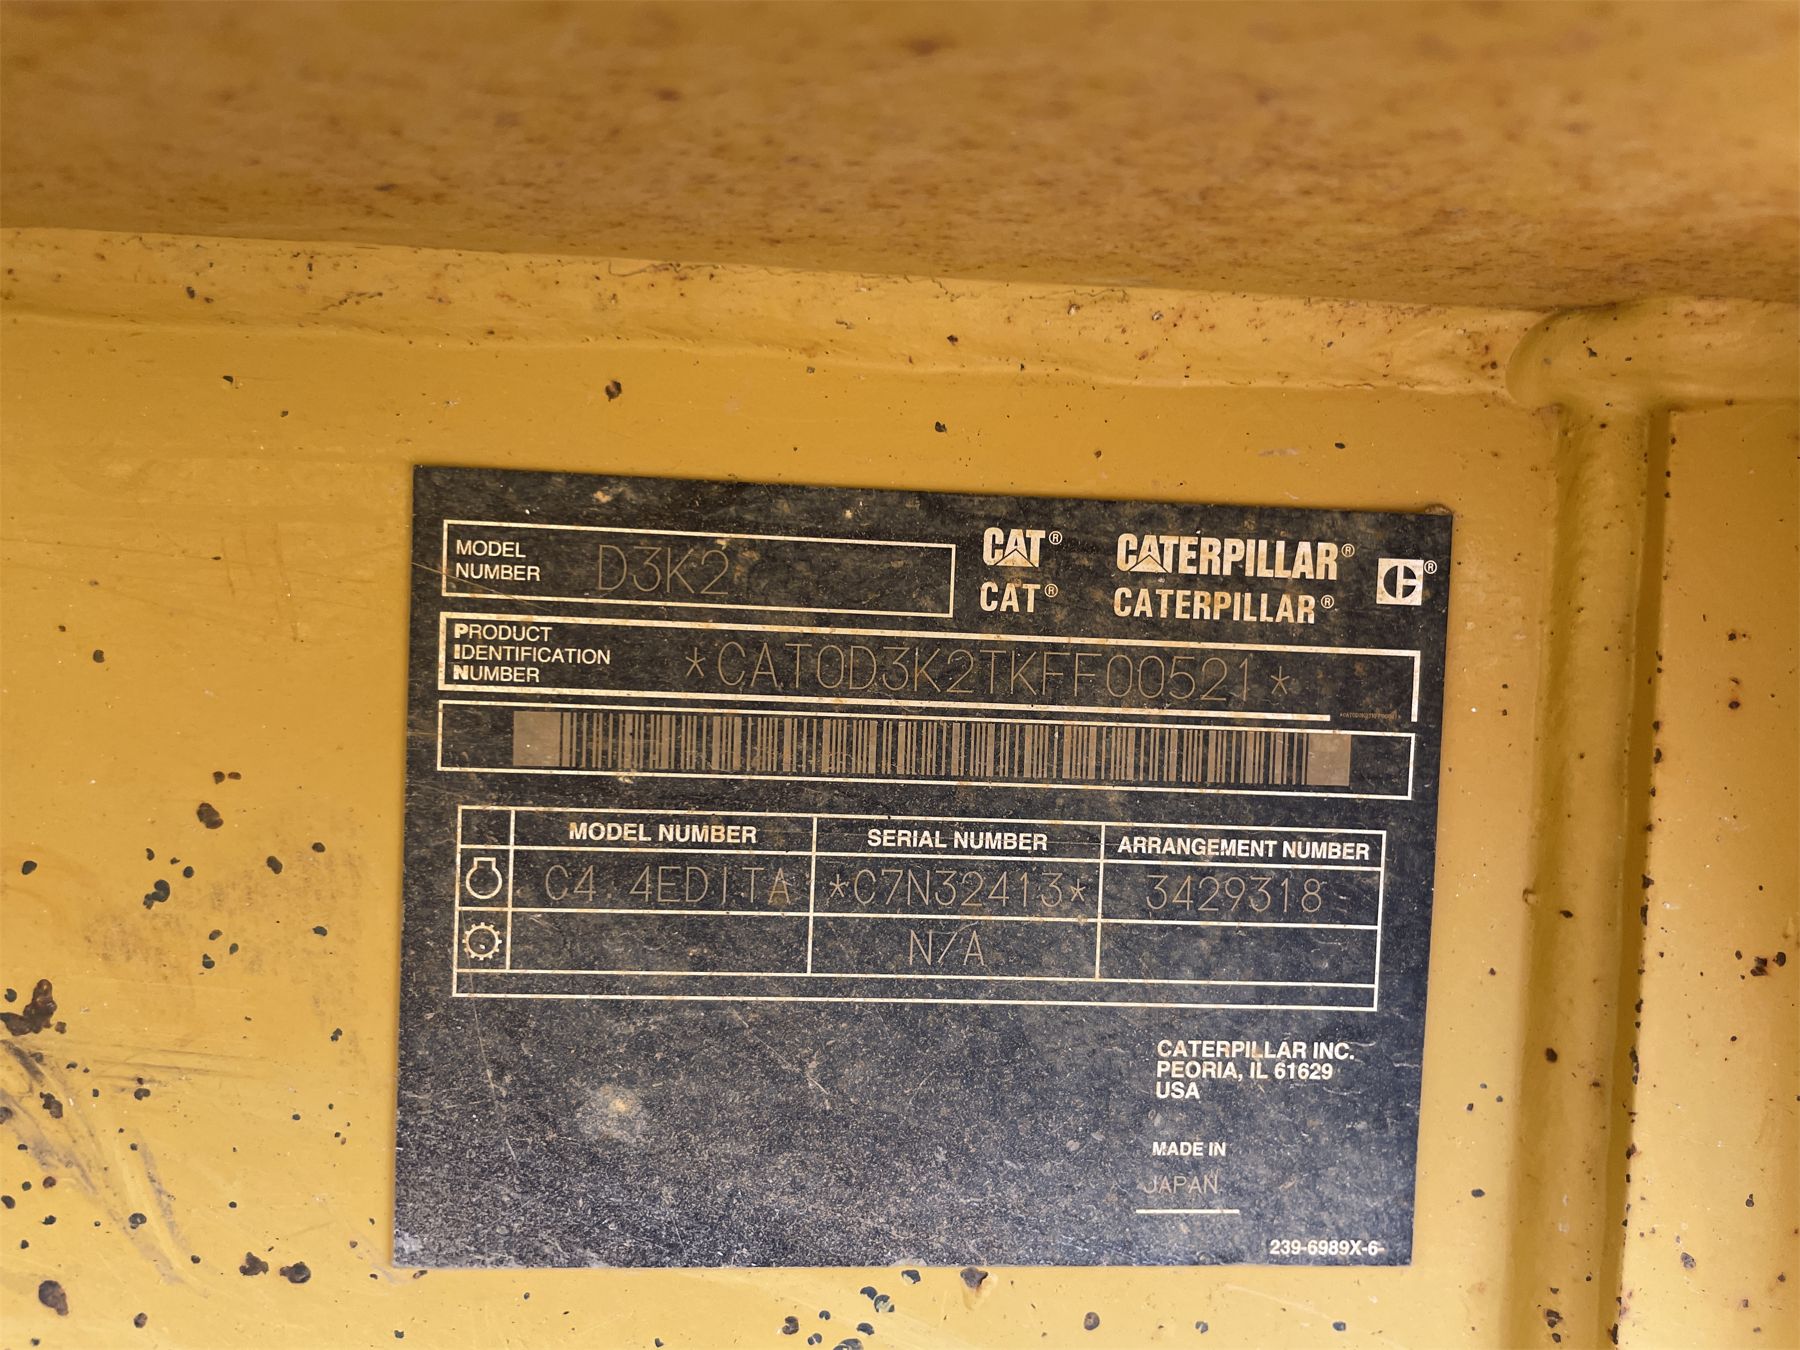 MODEL NUMBER D3K2
CAT® CATERPILLAR®
CAT® CATERPILLAR®
PRODUCT IDENTIFICATION NUMBER *CAT0D3K2TKFF00521*
MODEL NUMBER SERIAL NUMBER ARRANGEMENT NUMBER
C4.4EDITA *C7N32413* 3429318
N/A
CATERPILLAR INC.
PEORIA, IL 61629
USA
MADE IN
JAPAN
239-6989X-6-